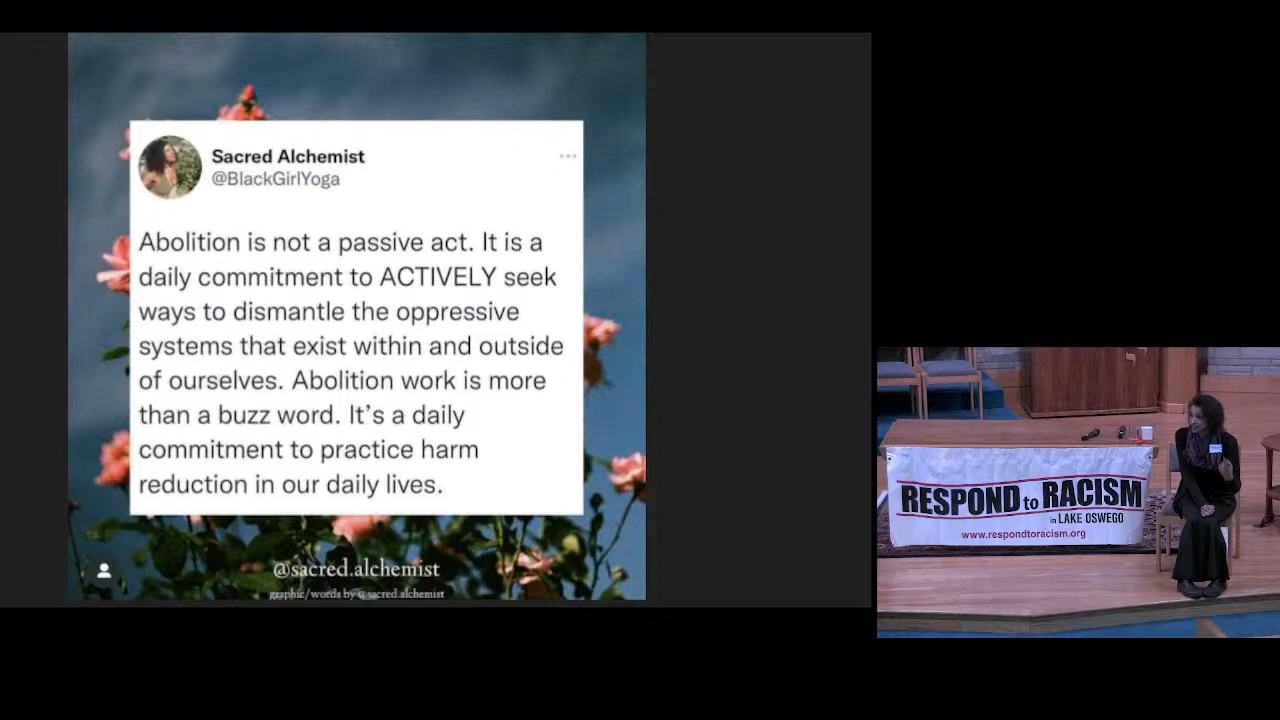 Sacred Alchemist
@BlackGirlYoga
Abolition is not a passive act. It is a
daily commitment to ACTIVELY seek
ways to dismantle the oppressive
systems that exist within and outside
of ourselves. Abolition work is more
than a buzz word. It’s a daily
commitment to practice harm
reduction in our daily lives.
@sacred.alchemist
graphic/words by @sacred.alchemist
RESPOND to RACISM
in LAKE OSWEGO
www.respondtoracism.org